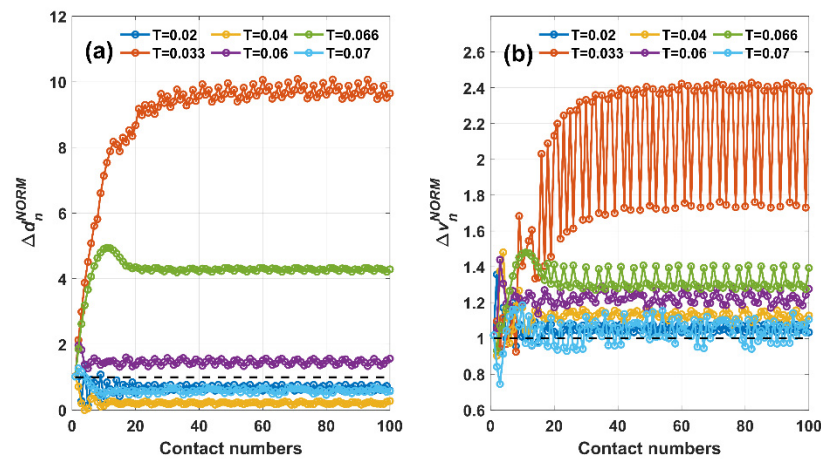 (a)
T=0.02 T=0.04 T=0.066
T=0.033 T=0.06 T=0.07
12
10
8
6
4
2
0
0 20 40 60 80 100
Δd_n^NORM
Contact numbers
(b)
T=0.02 T=0.04 T=0.066
T=0.033 T=0.06 T=0.07
2.6
2.4
2.2
2
1.8
1.6
1.4
1.2
1
0.8
0.6
0 20 40 60 80 100
Δv_n^NORM
Contact numbers